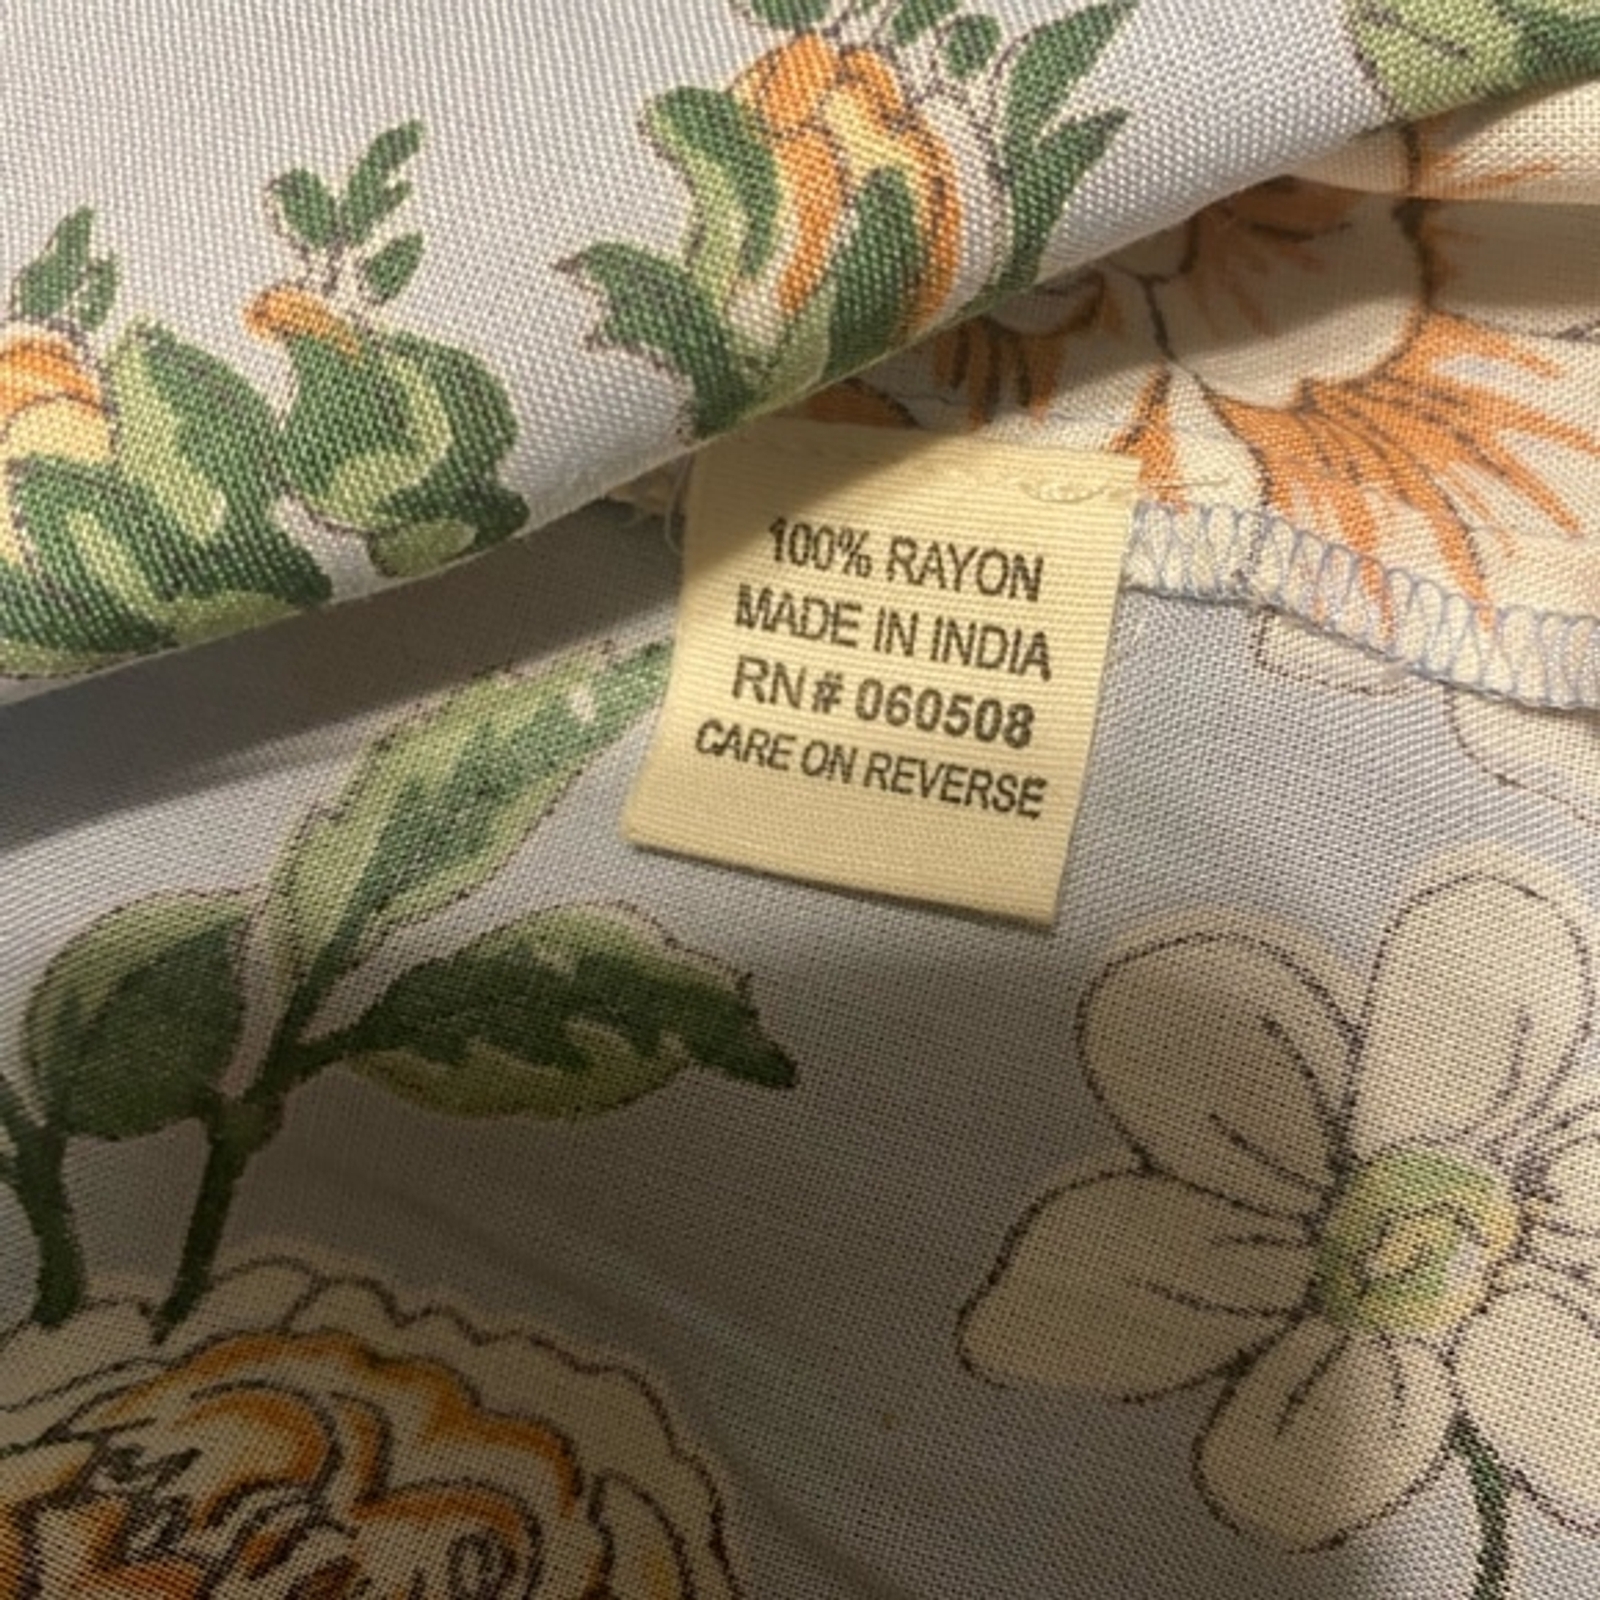 100% RAYON
MADE IN INDIA
RN# 060508
CARE ON REVERSE